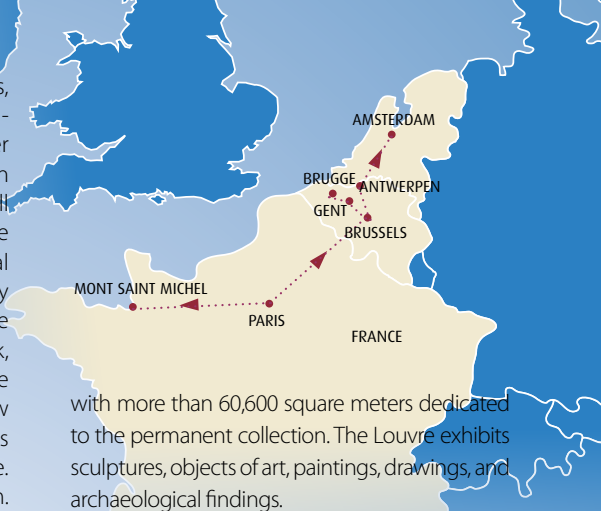 AMSTERDAM
BRUGGE
ANTWERPEN
GENT
BRUSSELS
MONT SAINT MICHEL
PARIS
FRANCE
with more than 60,600 square meters dedicated
to the permanent collection. The Louvre exhibits
sculptures, objects of art, paintings, drawings, and
archaeological findings.